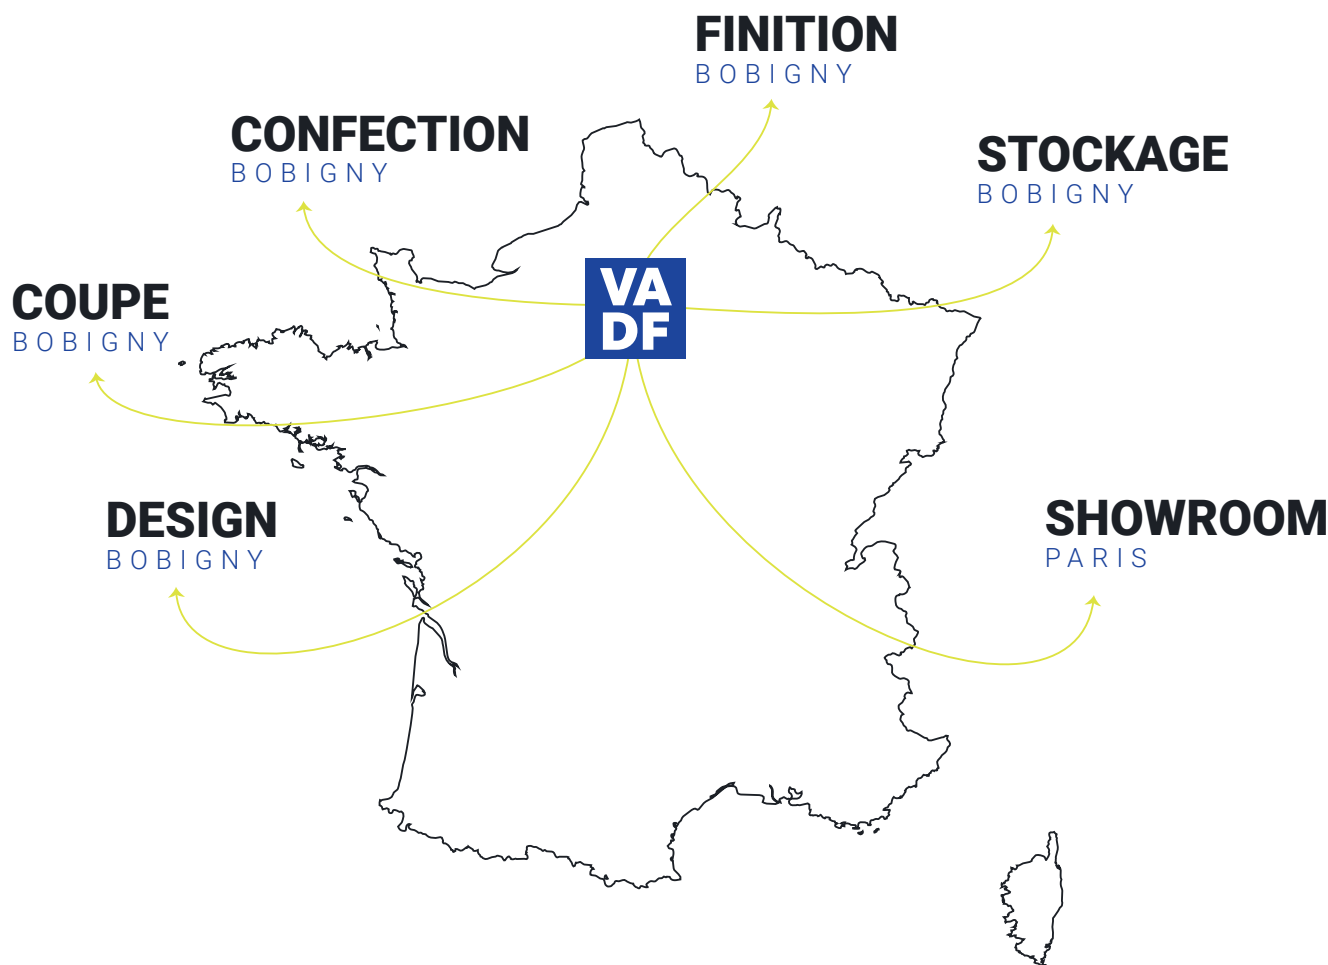 FINITION
BOBIGNY
CONFECTION
BOBIGNY
STOCKAGE
BOBIGNY
COUPE
BOBIGNY
VA
DF
DESIGN
BOBIGNY
SHOWROOM
PARIS